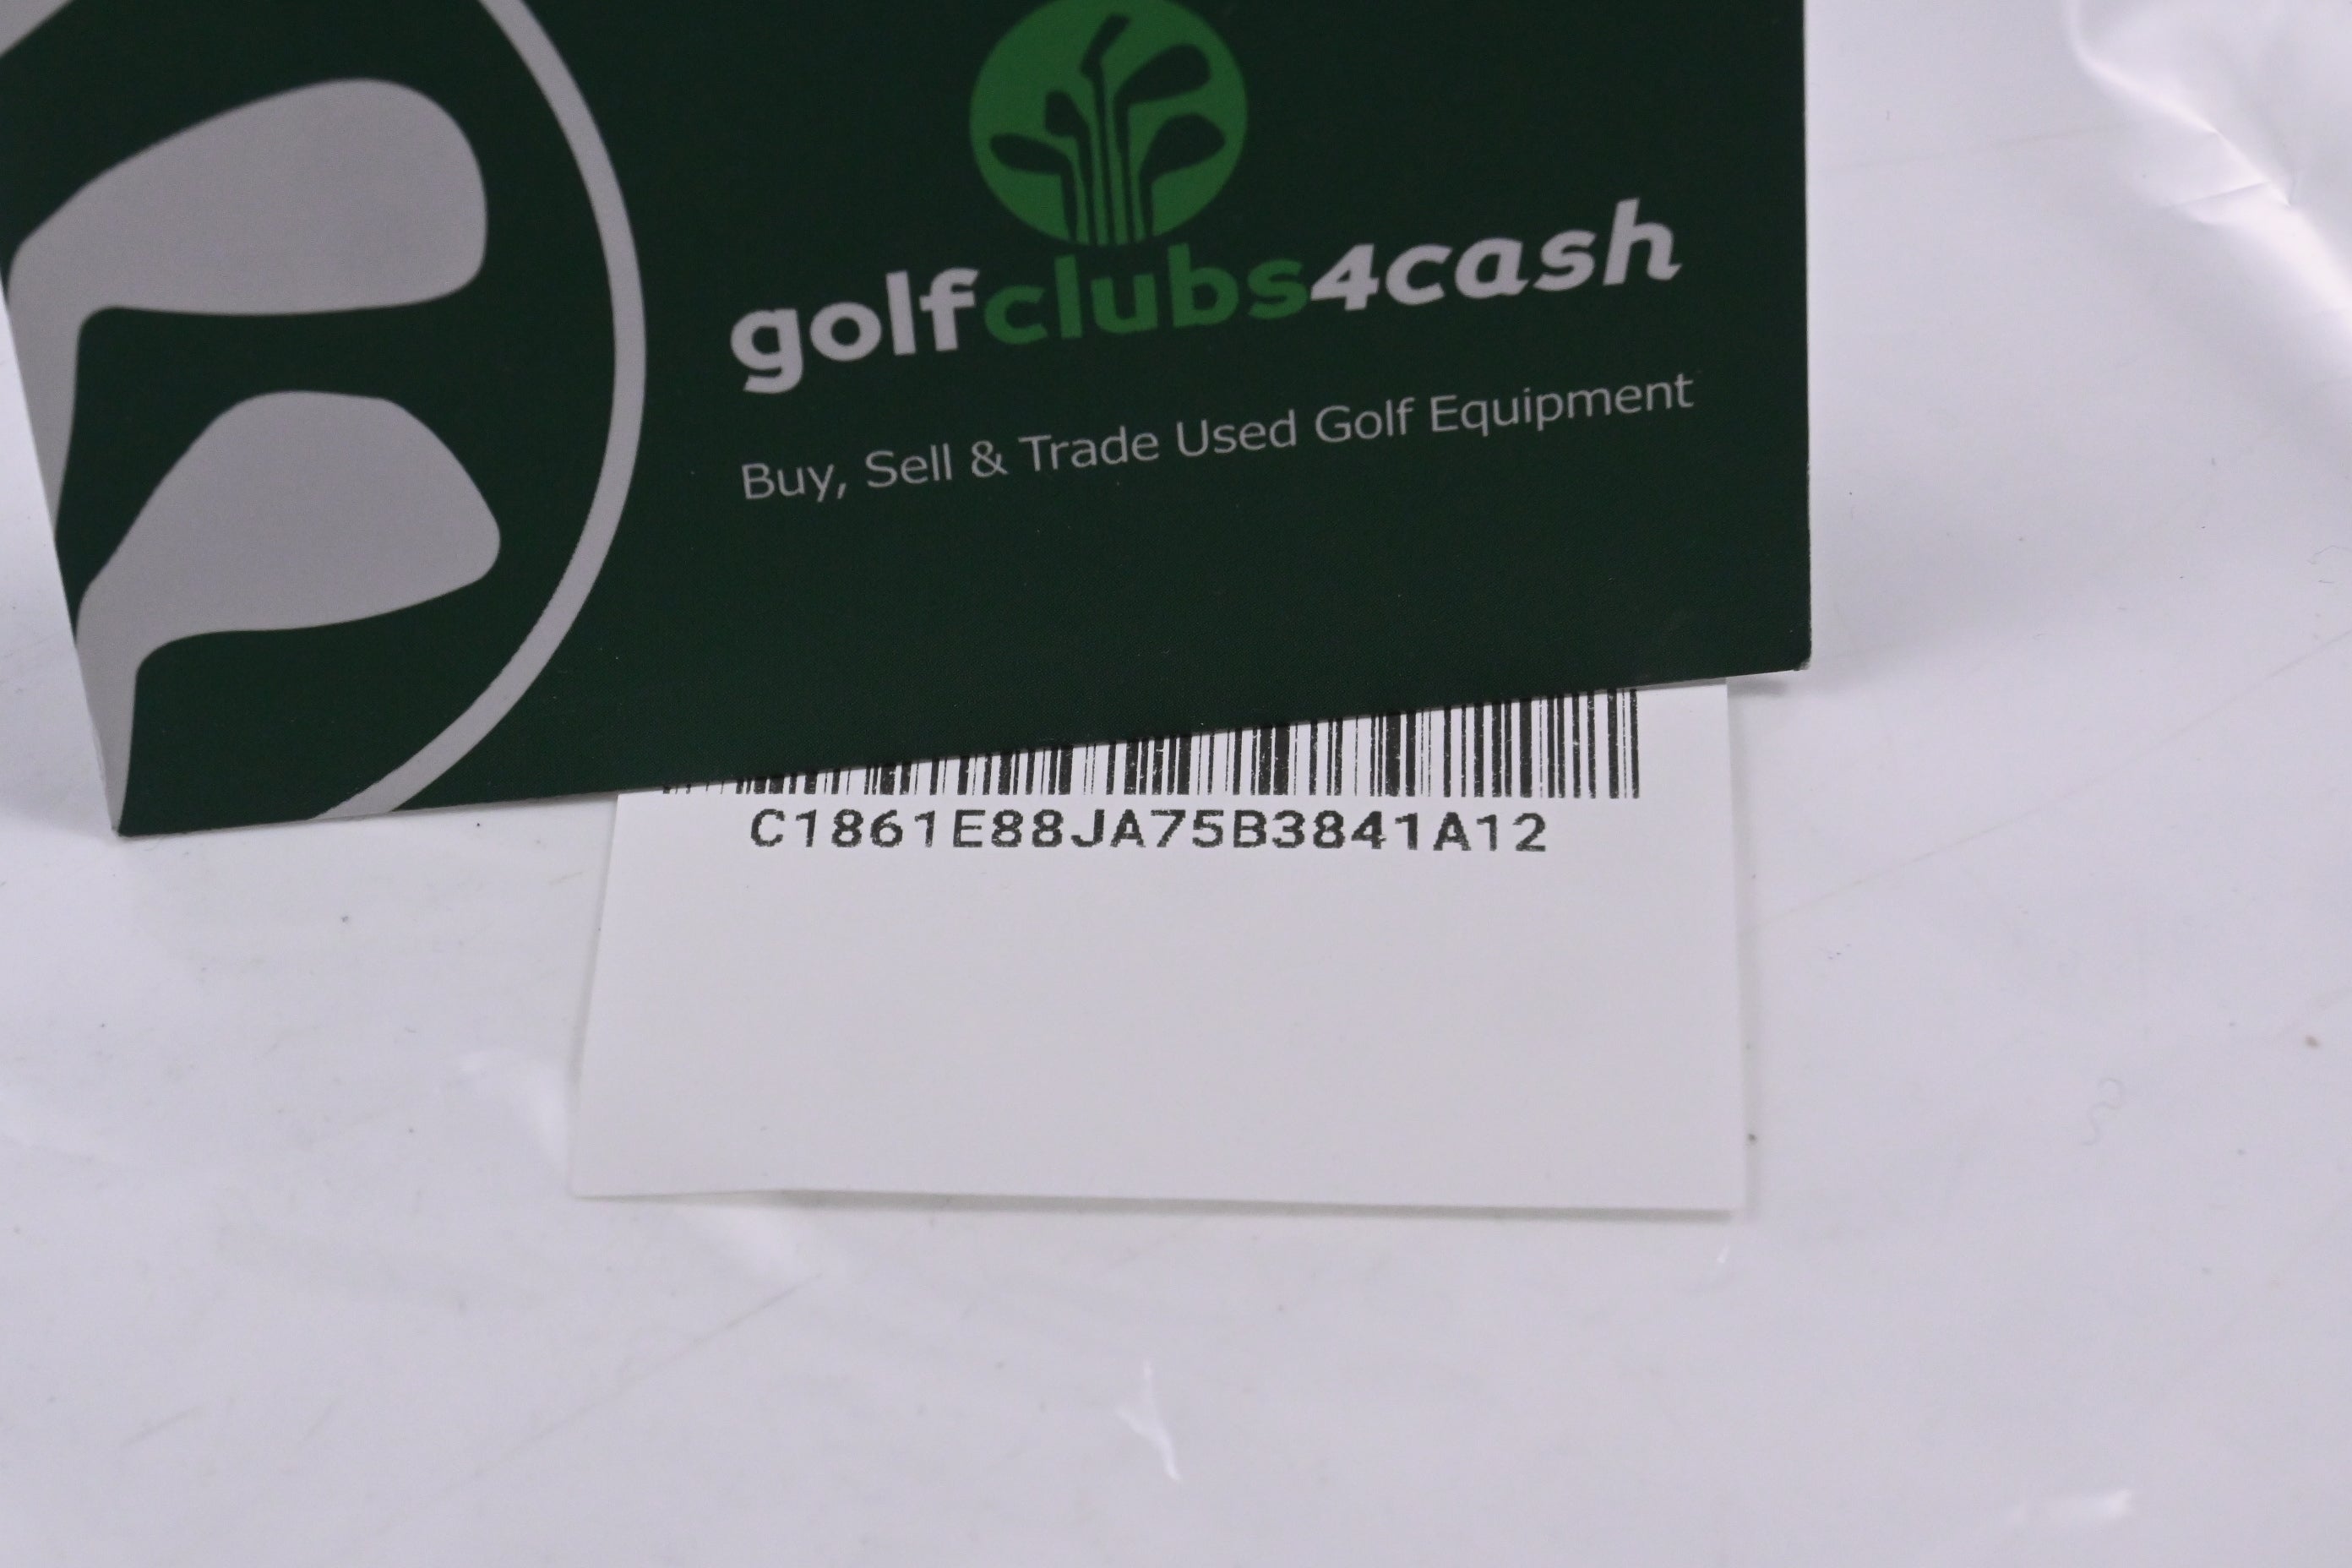 golfclubs4cash
Buy, Sell & Trade Used Golf Equipment
C1861E88JA75B3841A12